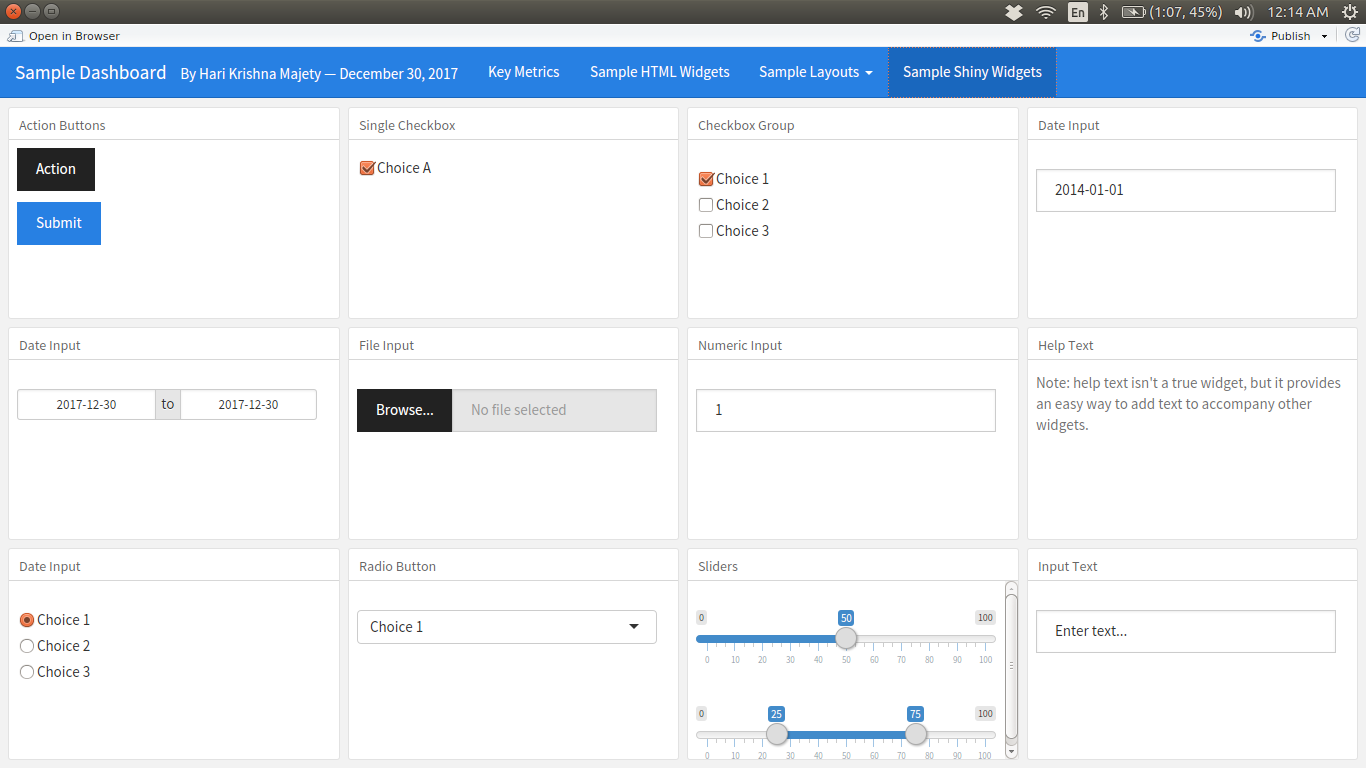 En (1:07, 45%) 12:14 AM
Open in Browser Publish
Sample Dashboard By Hari Krishna Majety — December 30, 2017 Key Metrics Sample HTML Widgets Sample Layouts Sample Shiny Widgets
Action Buttons
Action
Submit
Single Checkbox
Choice A
Checkbox Group
Choice 1
Choice 2
Choice 3
Date Input
2014-01-01
Date Input
2017-12-30 to 2017-12-30
File Input
Browse... No file selected
Numeric Input
1
Help Text
Note: help text isn't a true widget, but it provides
an easy way to add text to accompany other
widgets.
Date Input
Choice 1
Choice 2
Choice 3
Radio Button
Choice 1
Sliders
0 50 100
0 10 20 30 40 50 60 70 80 90 100
0 25 75 100
0 10 20 30 40 50 60 70 80 90 100
Input Text
Enter text...